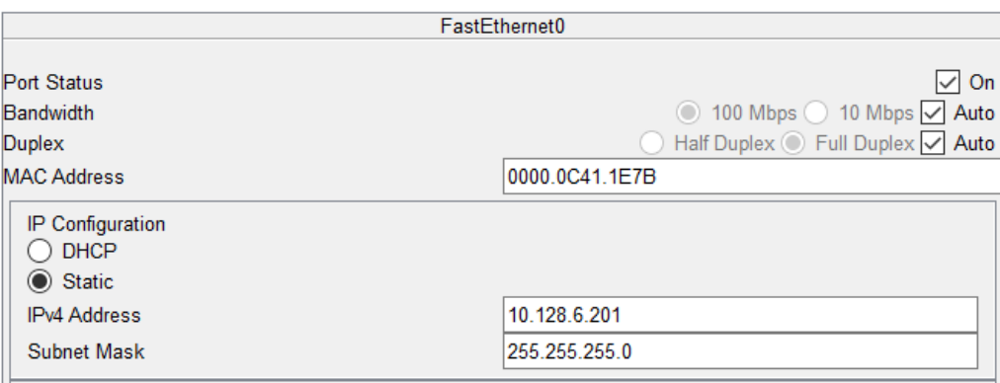 FastEthernet0
Port Status On
Bandwidth 100 Mbps 10 Mbps Auto
Duplex Half Duplex Full Duplex Auto
MAC Address 0000.0C41.1E7B
IP Configuration
DHCP
Static
IPv4 Address 10.128.6.201
Subnet Mask 255.255.255.0